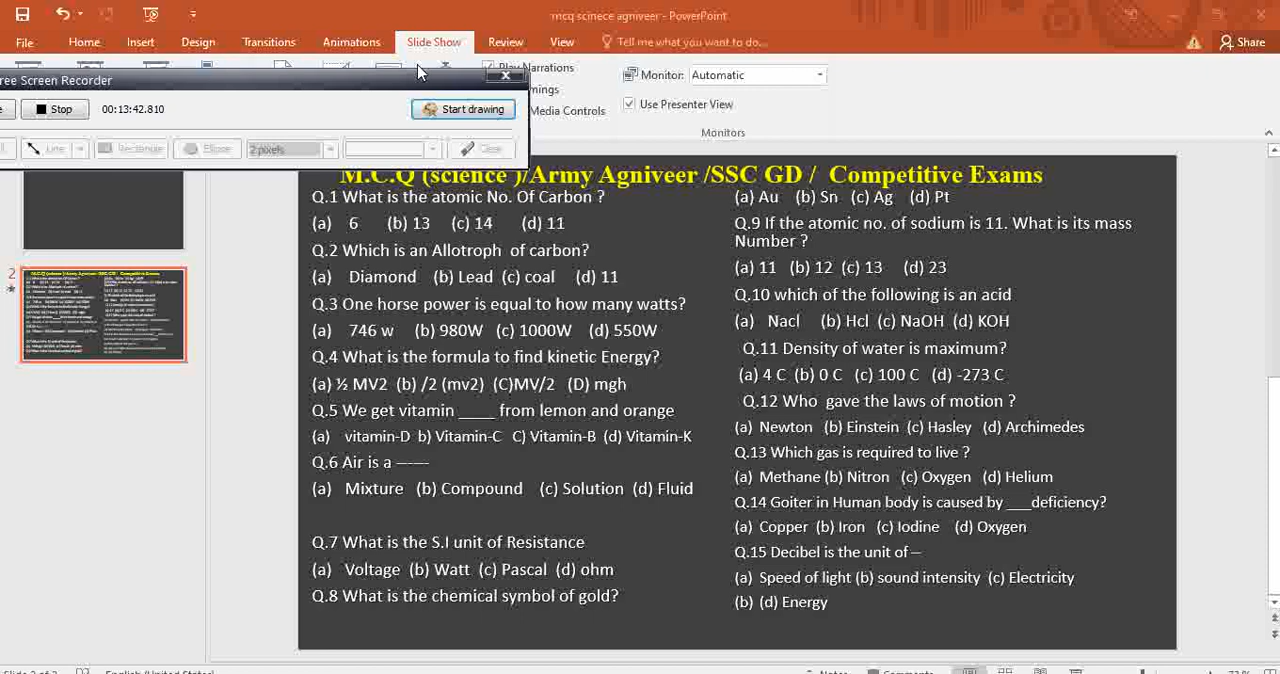 mcq scinece agniveer - PowerPoint
File Home Insert Design Transitions Animations Slide Show Review View Tell me what you want to do... Share
ree Screen Recorder
Play Narrations
Monitor: Automatic
Stop 00:13:42.810 Start drawing
Media Controls
Use Presenter View
Monitors
Line Rectangle Ellipse 2 pixels Clear
M.C.Q (science )/Army Agniveer /SSC GD / Competitive Exams
Q.1 What is the atomic No. Of Carbon ?
(a) 6 (b) 13 (c) 14 (d) 11
Q.2 Which is an Allotroph of carbon?
(a) Diamond (b) Lead (c) coal (d) 11
Q.3 One horse power is equal to how many watts?
(a) 746 w (b) 980W (c) 1000W (d) 550W
Q.4 What is the formula to find kinetic Energy?
(a) ½ MV2 (b) /2 (mv2) (C)MV/2 (D) mgh
Q.5 We get vitamin ____ from lemon and orange
(a) vitamin-D b) Vitamin-C C) Vitamin-B (d) Vitamin-K
Q.6 Air is a -----
(a) Mixture (b) Compound (c) Solution (d) Fluid
Q.7 What is the S.I unit of Resistance
(a) Voltage (b) Watt (c) Pascal (d) ohm
Q.8 What is the chemical symbol of gold?
(a) Au (b) Sn (c) Ag (d) Pt
Q.9 If the atomic no. of sodium is 11. What is its mass
Number ?
(a) 11 (b) 12 (c) 13 (d) 23
Q.10 which of the following is an acid
(a) Nacl (b) Hcl (c) NaOH (d) KOH
Q.11 Density of water is maximum?
(a) 4 C (b) 0 C (c) 100 C (d) -273 C
Q.12 Who gave the laws of motion ?
(a) Newton (b) Einstein (c) Hasley (d) Archimedes
Q.13 Which gas is required to live ?
(a) Methane (b) Nitron (c) Oxygen (d) Helium
Q.14 Goiter in Human body is caused by ___deficiency?
(a) Copper (b) Iron (c) Iodine (d) Oxygen
Q.15 Decibel is the unit of --
(a) Speed of light (b) sound intensity (c) Electricity
(b) (d) Energy
2